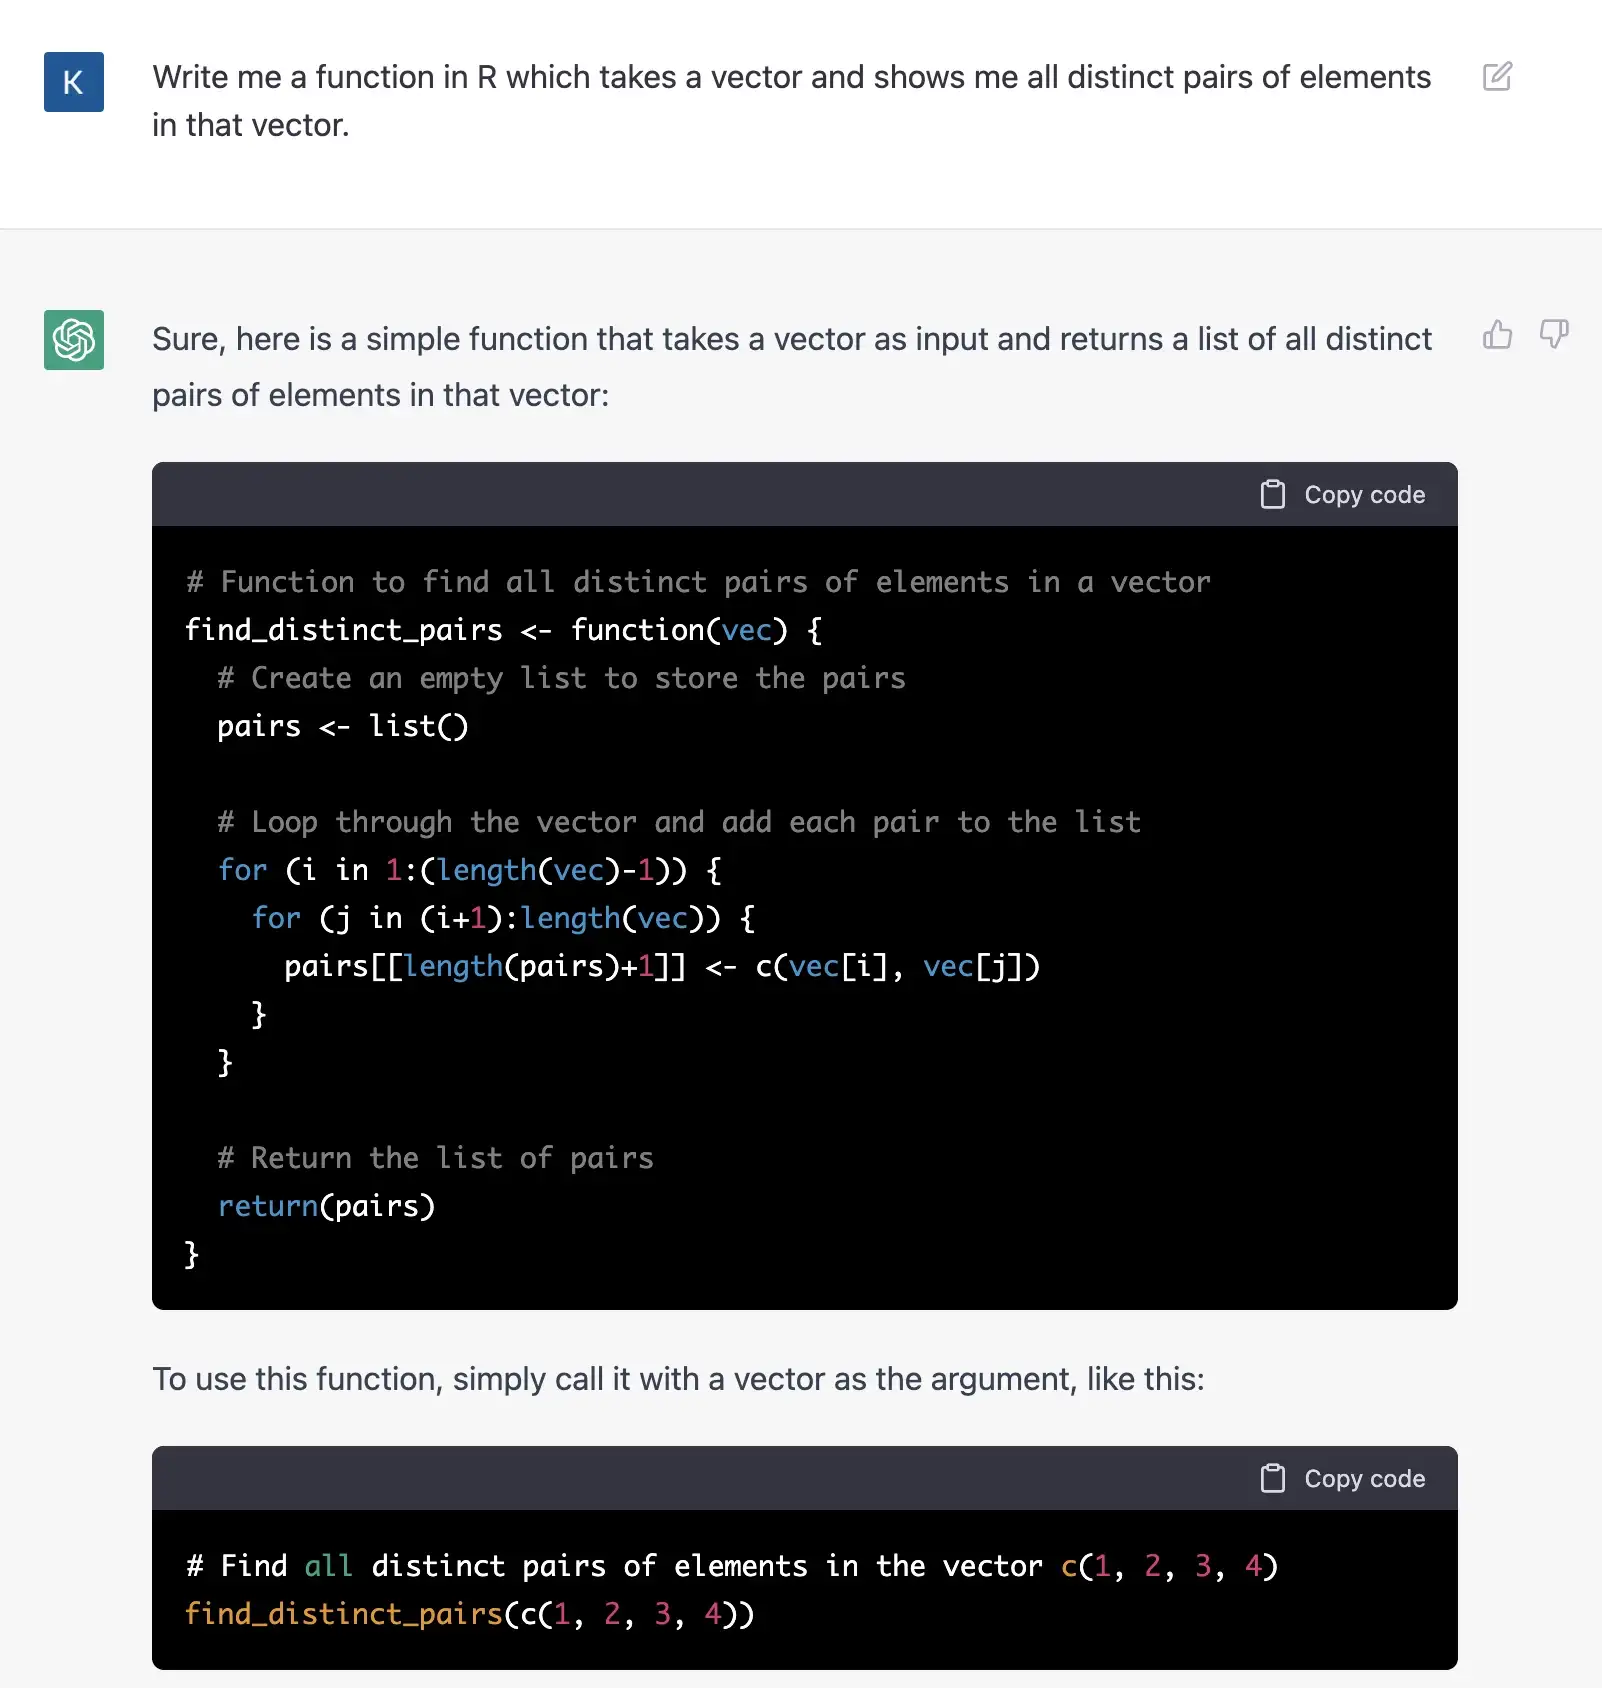 K
Write me a function in R which takes a vector and shows me all distinct pairs of elements
in that vector.
Sure, here is a simple function that takes a vector as input and returns a list of all distinct
pairs of elements in that vector:
Copy code
# Function to find all distinct pairs of elements in a vector
find_distinct_pairs <- function(vec) {
  # Create an empty list to store the pairs
  pairs <- list()
  # Loop through the vector and add each pair to the list
  for (i in 1:(length(vec)-1)) {
    for (j in (i+1):length(vec)) {
      pairs[[length(pairs)+1]] <- c(vec[i], vec[j])
    }
  }
  # Return the list of pairs
  return(pairs)
}
To use this function, simply call it with a vector as the argument, like this:
Copy code
# Find all distinct pairs of elements in the vector c(1, 2, 3, 4)
find_distinct_pairs(c(1, 2, 3, 4))